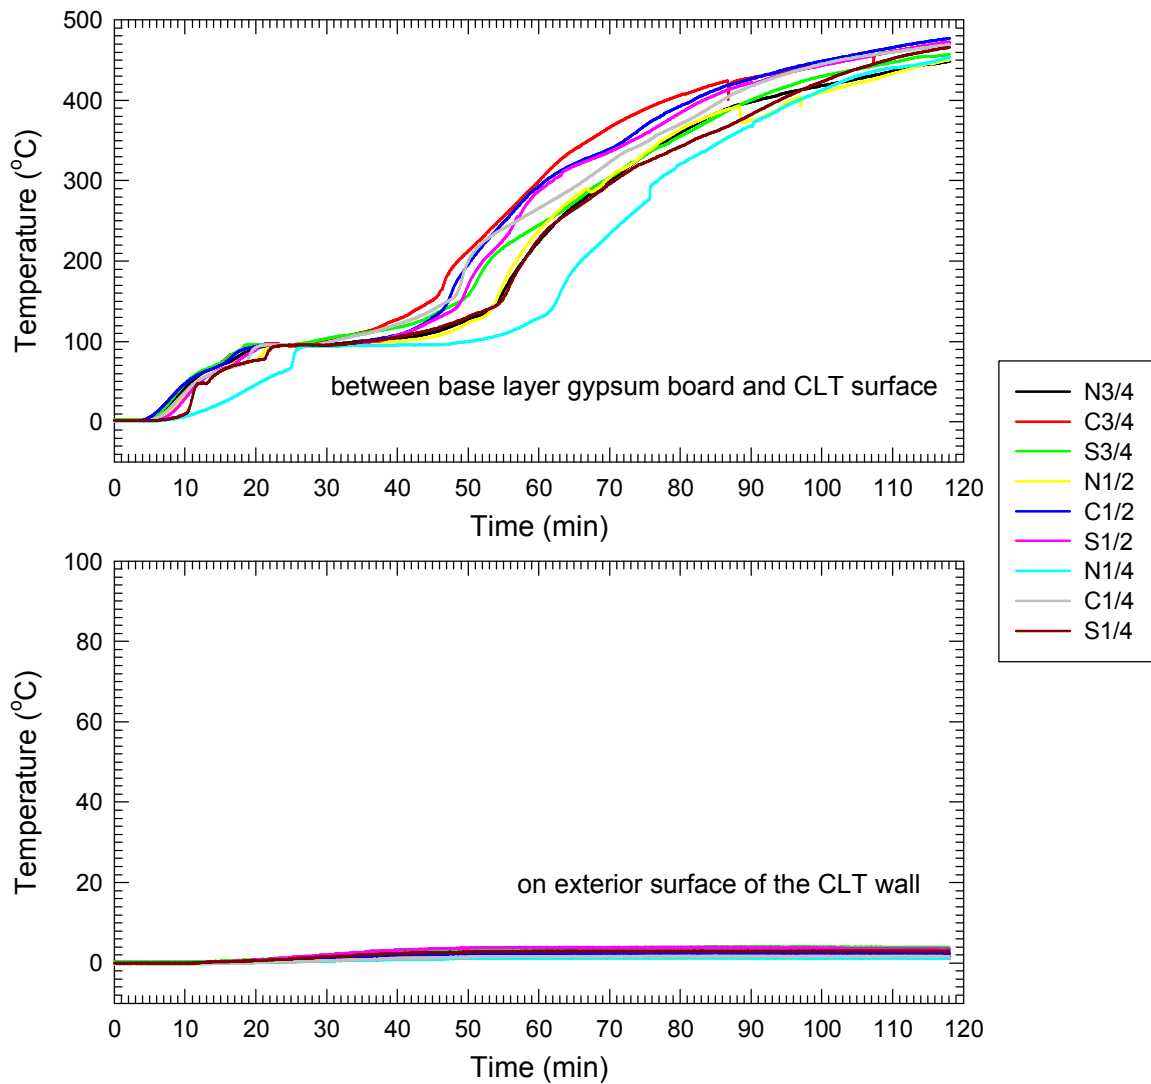 500
400
300
200
100
0
Temperature (°C)
between base layer gypsum board and CLT surface
0 10 20 30 40 50 60 70 80 90 100 110 120
Time (min)
100
80
60
40
20
0
Temperature (°C)
on exterior surface of the CLT wall
0 10 20 30 40 50 60 70 80 90 100 110 120
Time (min)
N3/4
C3/4
S3/4
N1/2
C1/2
S1/2
N1/4
C1/4
S1/4